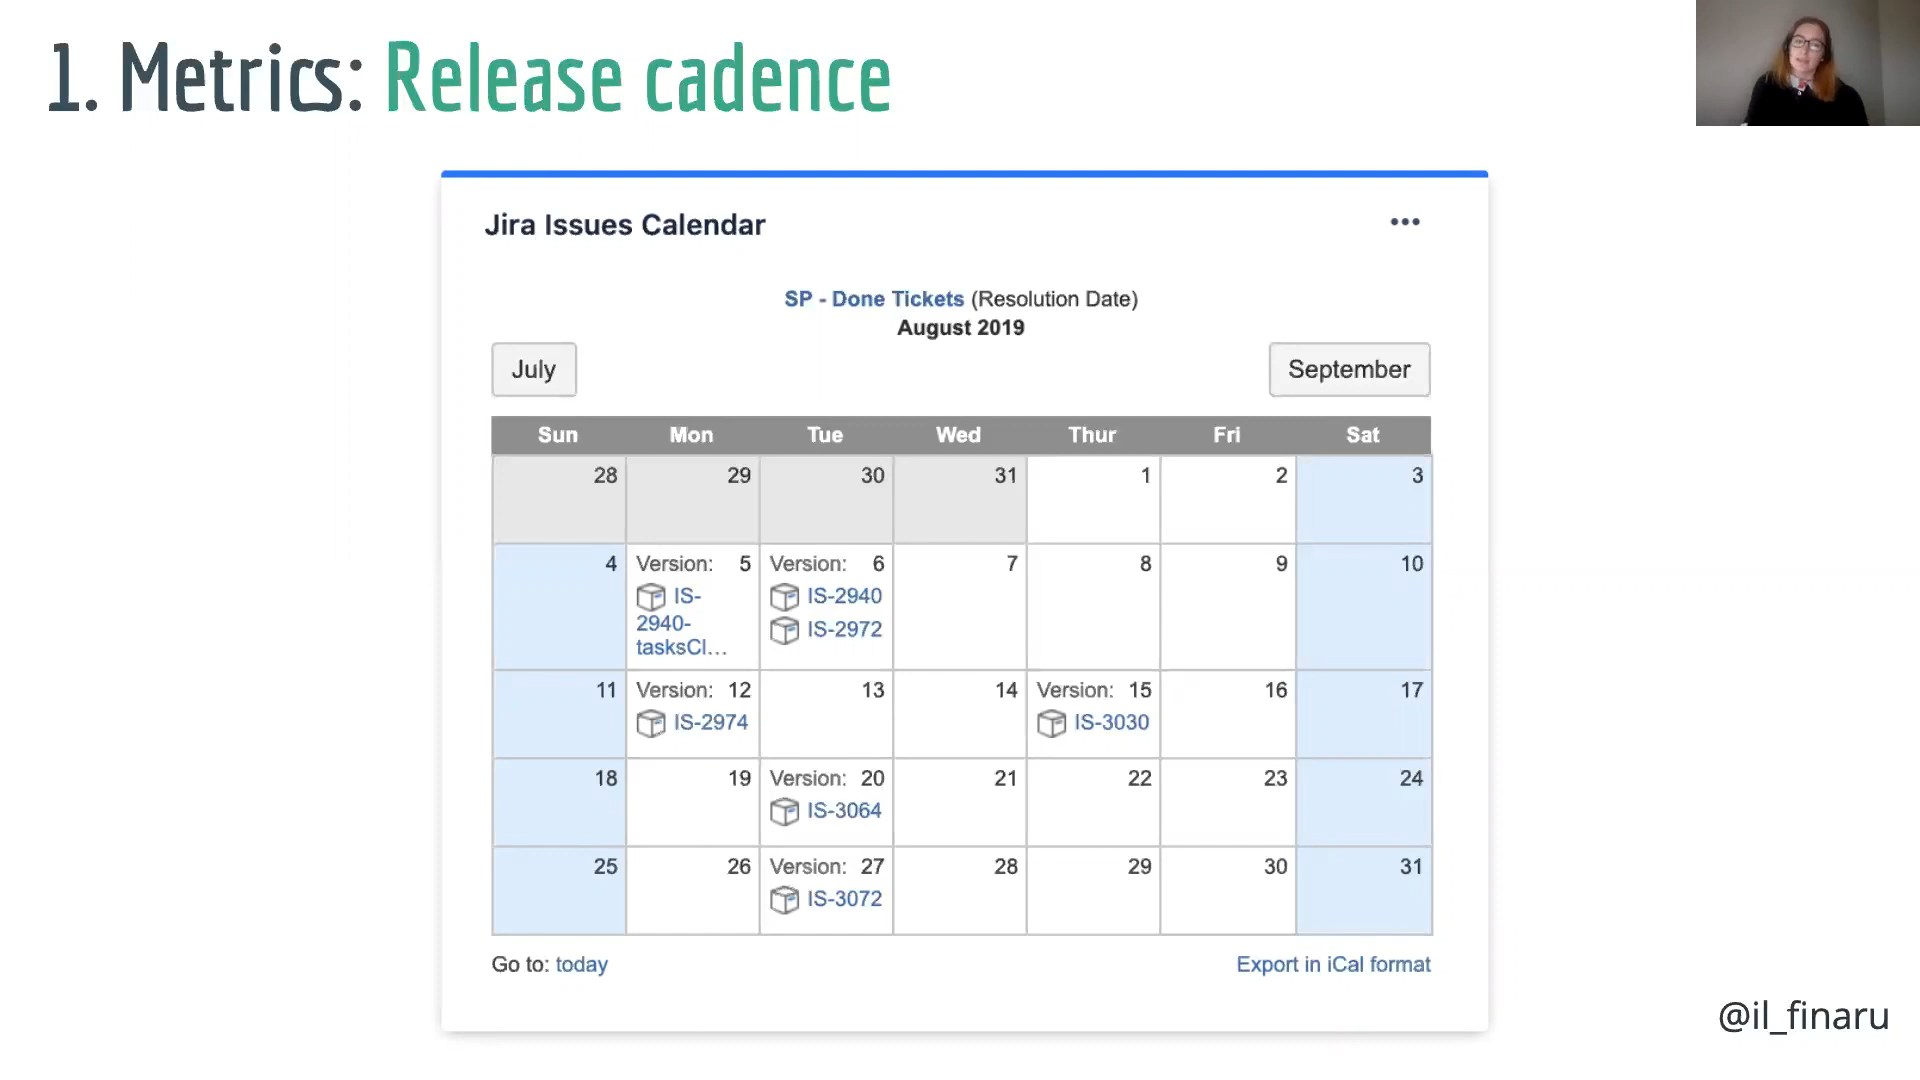 1. Metrics: Release cadence
Jira Issues Calendar
•••
SP - Done Tickets (Resolution Date)
August 2019
July
September
Sun Mon Tue Wed Thur Fri Sat
28 29 30 31 1 2 3
4
Version: 5
IS-
2940-
tasksCl...
Version: 6
IS-2940
IS-2972
7 8 9 10
11
Version: 12
IS-2974
13 14
Version: 15
IS-3030
16 17
18 19
Version: 20
IS-3064
21 22 23 24
25 26
Version: 27
IS-3072
28 29 30 31
Go to: today
Export in iCal format
@il_finaru